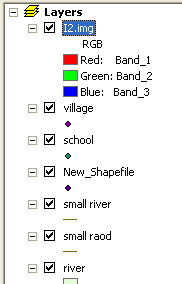 Layers
I2.img
RGB
Red: Band_1
Green: Band_2
Blue: Band_3
village
school
New_Shapefile
small river
small raod
river